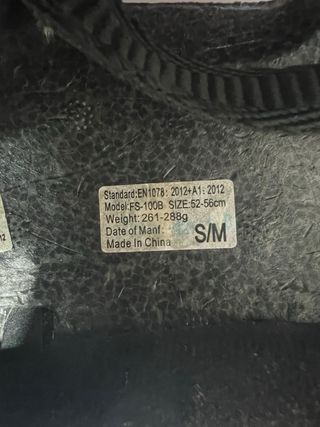 Standard:EN1078: 2012+A1: 2012
Model:FS-100B SIZE:52-56cm
Weight: 261-288g
Date of Manf:
Made In China S/M